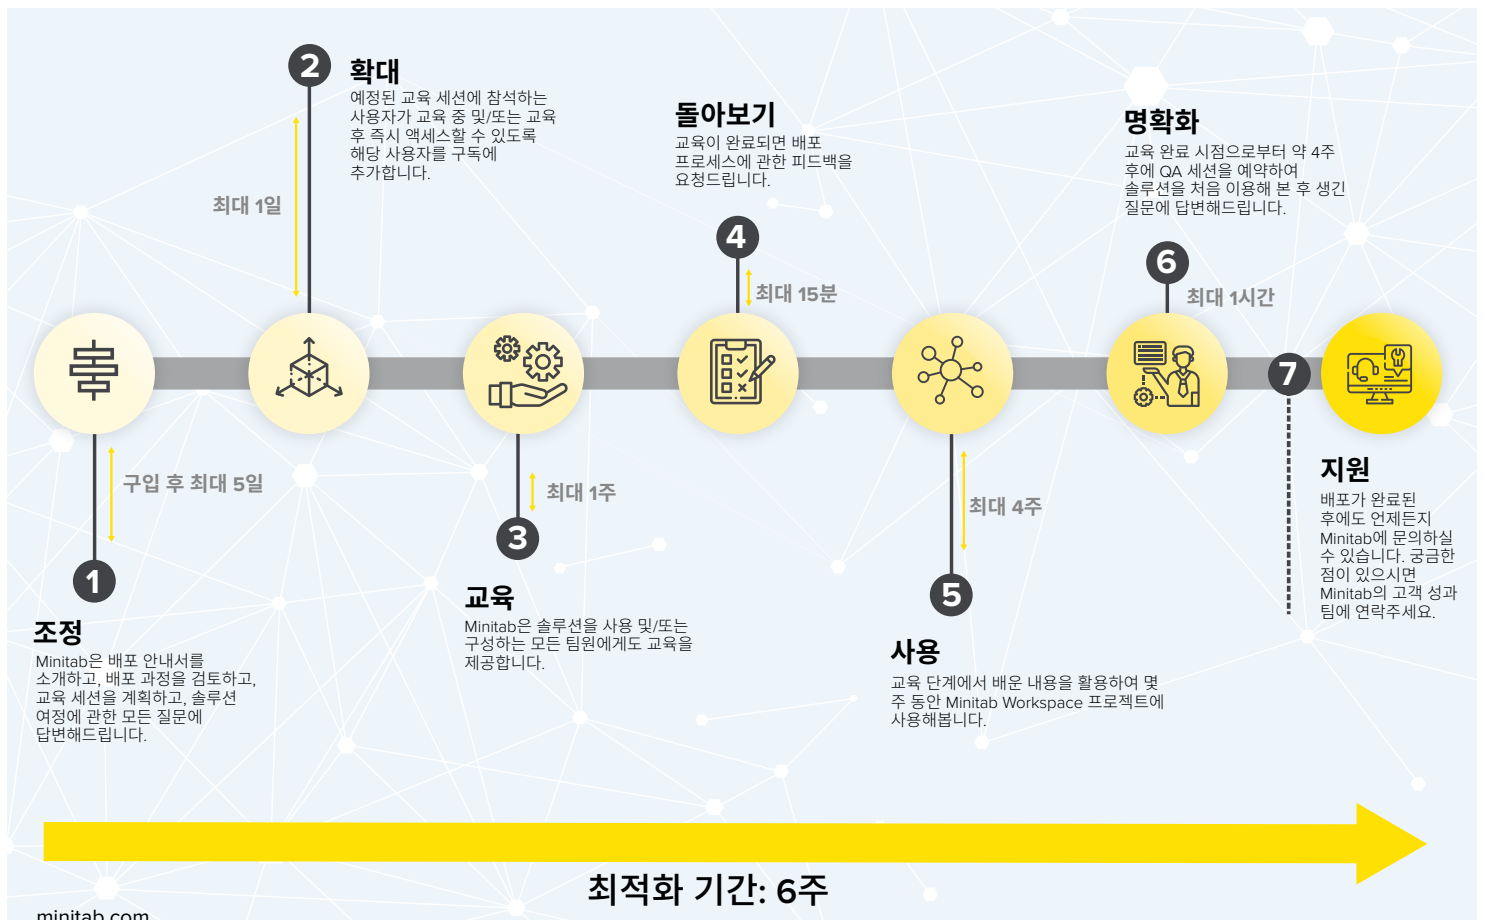 2
확대
예정된 교육 세션에 참석하는
사용자가 교육 중 및/또는 교육
후 즉시 액세스할 수 있도록
해당 사용자를 구독에
추가합니다.
최대 1일
돌아보기
교육이 완료되면 배포
프로세스에 관한 피드백을
요청드립니다.
4
최대 15분
명확화
교육 완료 시점으로부터 약 4주
후에 QA 세션을 예약하여
솔루션을 처음 이용해 본 후 생긴
질문에 답변해드립니다.
6
최대 1시간
7
구입 후 최대 5일
1
조정
Minitab은 배포 안내서를
소개하고, 배포 과정을 검토하고,
교육 세션을 계획하고, 솔루션
여정에 관한 모든 질문에
답변해드립니다.
최대 1주
3
교육
Minitab은 솔루션을 사용 및/또는
구성하는 모든 팀원에게도 교육을
제공합니다.
최대 4주
5
사용
교육 단계에서 배운 내용을 활용하여 몇
주 동안 Minitab Workspace 프로젝트에
사용해봅니다.
지원
배포가 완료된
후에도 언제든지
Minitab에 문의하실
수 있습니다. 궁금한
점이 있으시면
Minitab의 고객 성과
팀에 연락주세요.
최적화 기간: 6주
minitab.com